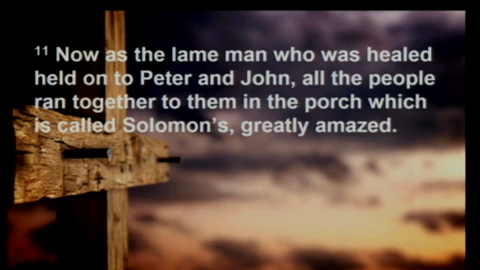 ¹¹ Now as the lame man who was healed
held on to Peter and John, all the people
ran together to them in the porch which
is called Solomon’s, greatly amazed.